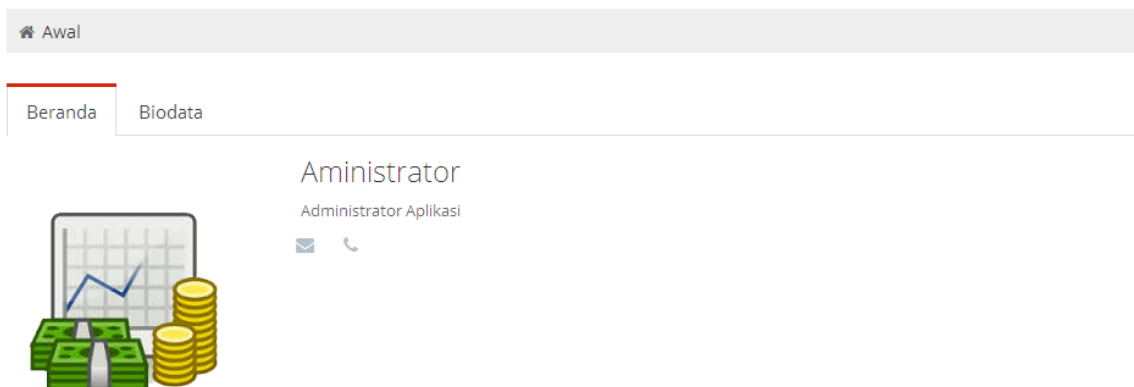 Awal
Beranda Biodata
Aministrator
Administrator Aplikasi